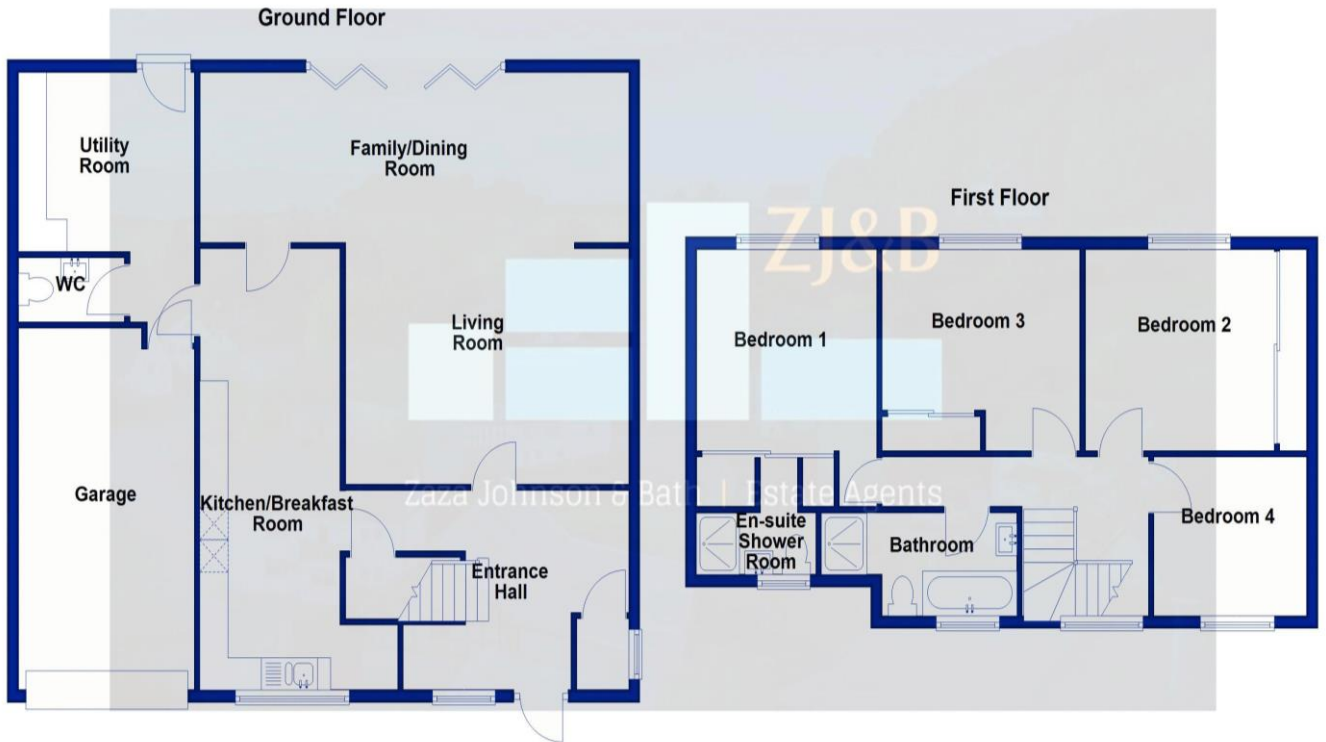 Ground Floor
Utility
Room
Family/Dining
Room
WC
Living
Room
Garage
Kitchen/Breakfast
Room
Entrance
Hall
First Floor
ZJ&B
Bedroom 1
Bedroom 3
Bedroom 2
Zaza Johnson & Bath | Estate Agents
En-suite
Shower
Room
Bathroom
Bedroom 4